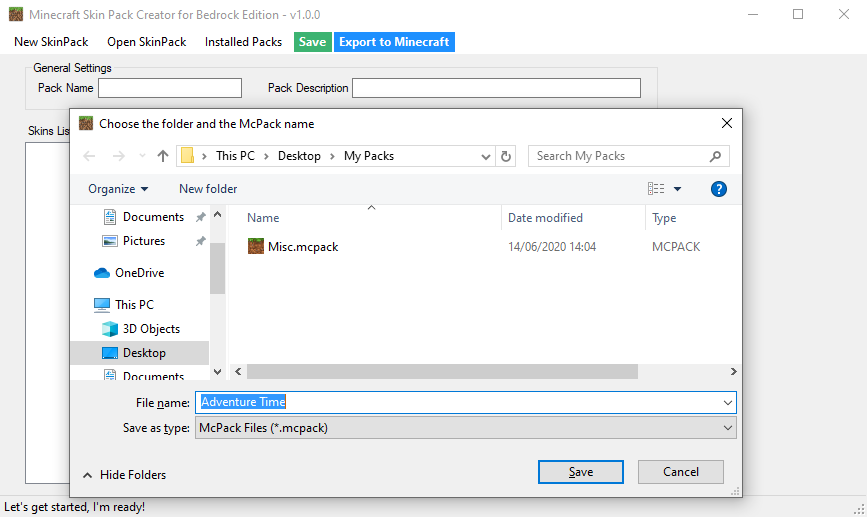 Minecraft Skin Pack Creator for Bedrock Edition - v1.0.0
New SkinPack Open SkinPack Installed Packs Save Export to Minecraft
General Settings
Pack Name Pack Description
Skins Lis
Choose the folder and the McPack name
This PC > Desktop > My Packs Search My Packs
Organize New folder ?
Name Date modified Type
Documents
Pictures
OneDrive
This PC
3D Objects
Desktop
Documents
Misc.mcpack 14/06/2020 14:04 MCPACK
File name: Adventure Time
Save as type: McPack Files (*.mcpack)
Hide Folders Save Cancel
Let's get started, I'm ready!